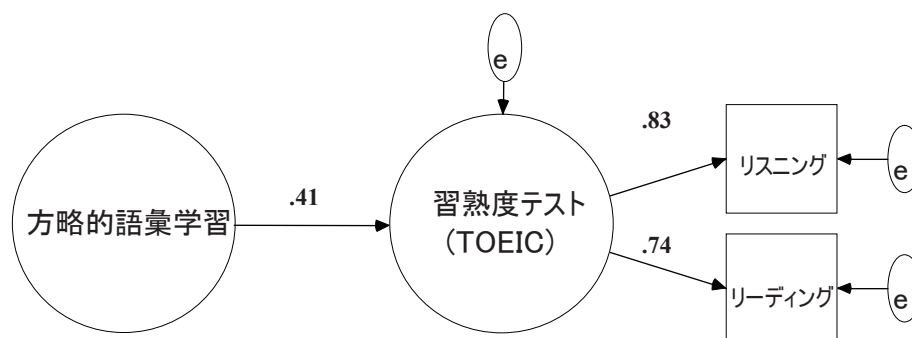 e
.83
リスニング
e
方略的語彙学習
.41
習熟度テスト
（TOEIC）
.74
リーディング
e